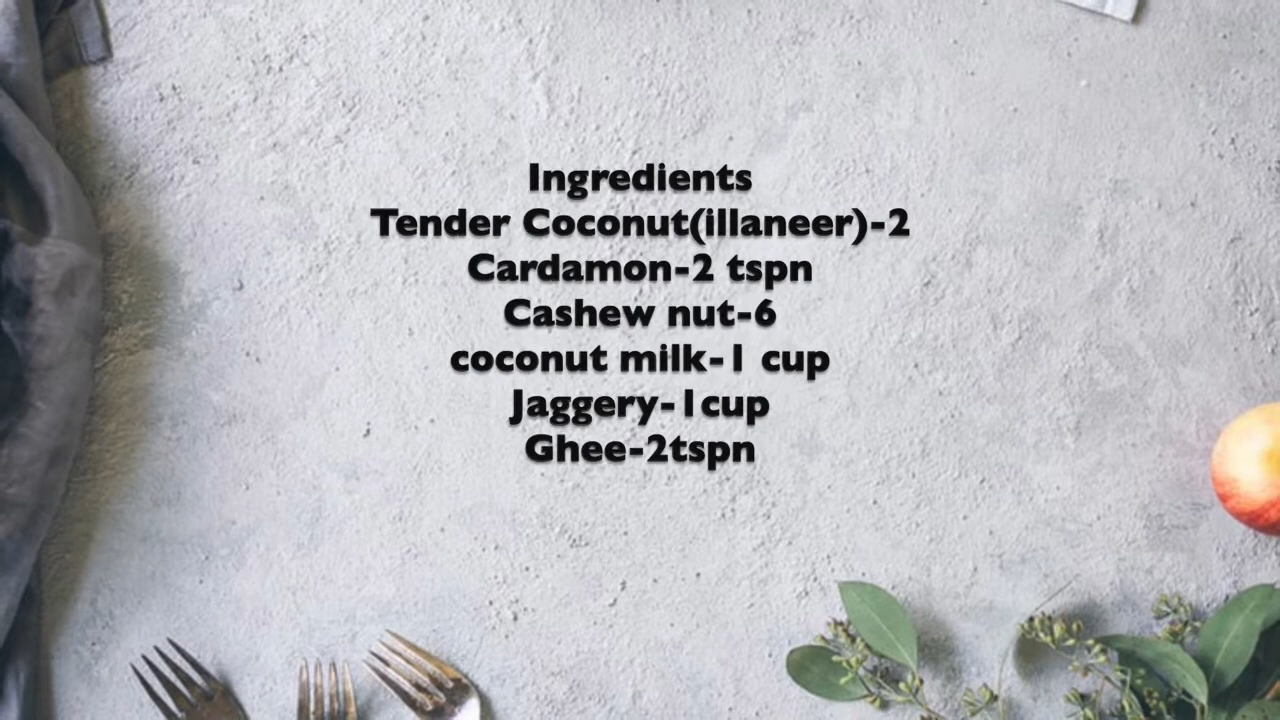 Ingredients
Tender Coconut(illaneer)-2
Cardamon-2 tspn
Cashew nut-6
coconut milk-1 cup
Jaggery-1cup
Ghee-2tspn